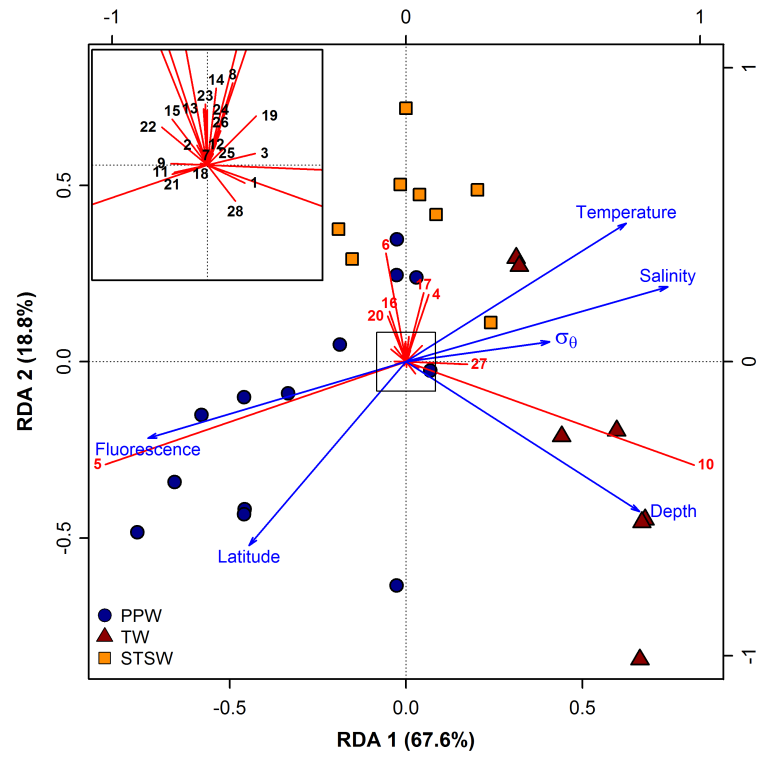 -1 0 1
14 8
23
15 13 24 19
22 26
2 12
7 25 3
9
11 18 1
21
28
1
0.5
Temperature
6
Salinity
17
16 4
20
σθ
0.0
27
0
RDA 2 (18.8%)
Fluorescence
5 10
Depth
-0.5
Latitude
PPW
TW
STSW
-1
-0.5 0.0 0.5
RDA 1 (67.6%)